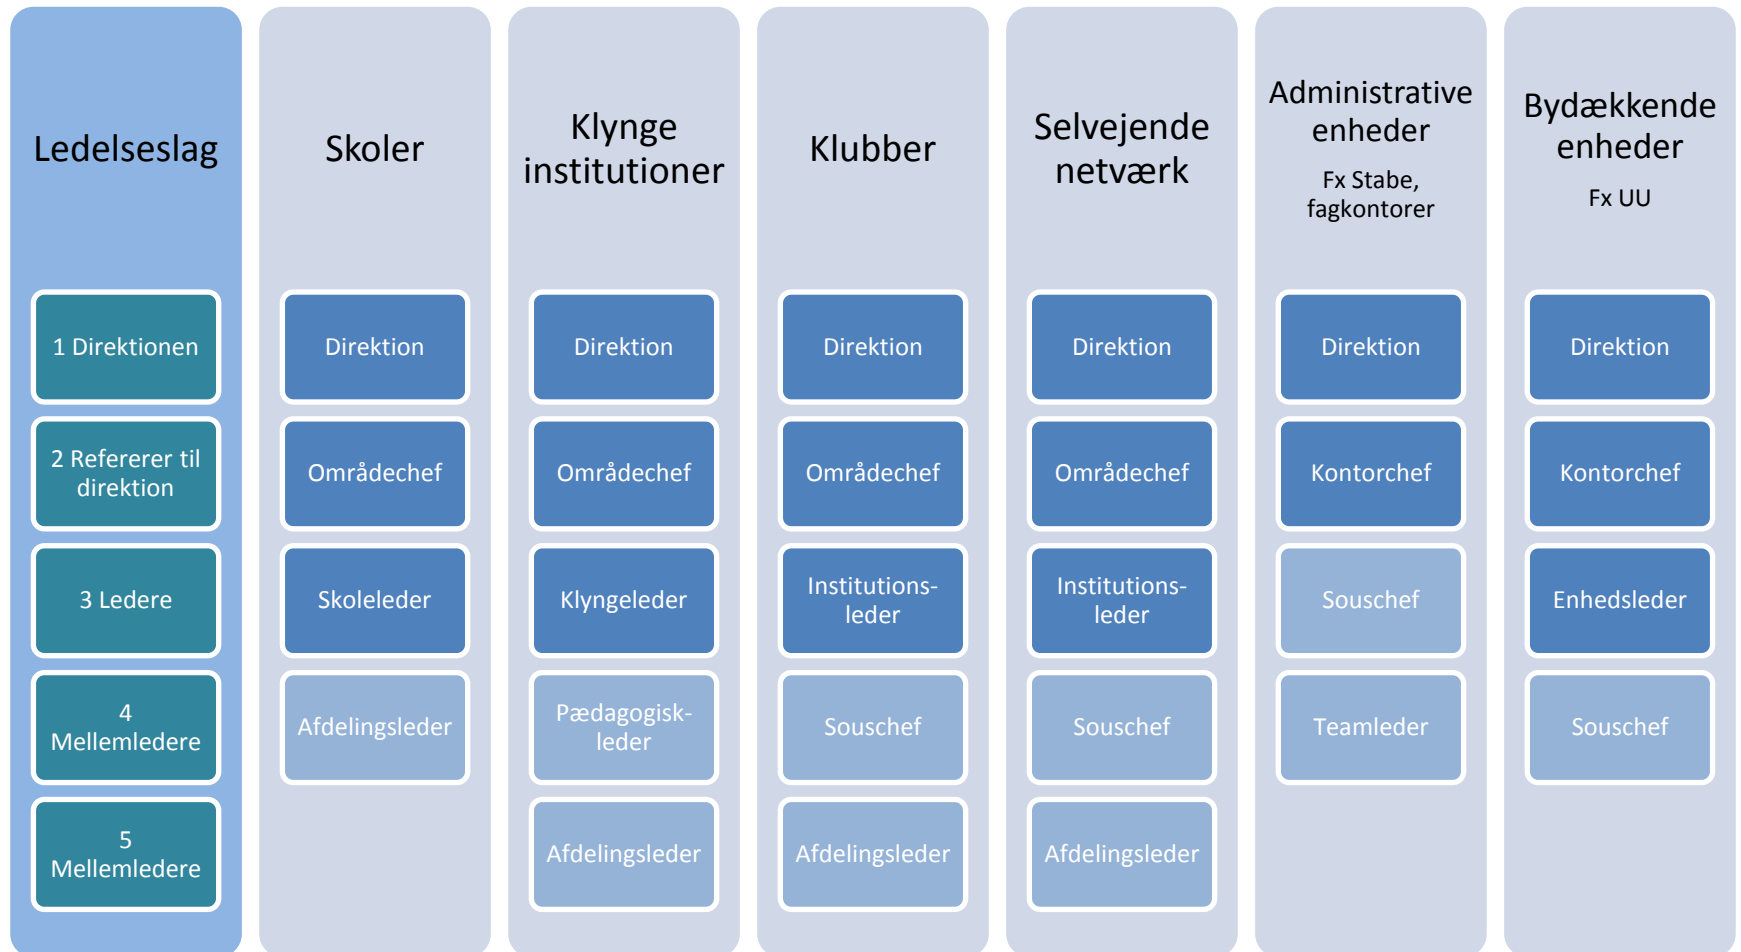 Ledelseslag
1 Direktionen
2 Refererer til
direktion
3 Ledere
4
Mellemledere
5
Mellemledere
Skoler
Direktion
Områdechef
Skoleleder
Afdelingsleder
Klynge
institutioner
Direktion
Områdechef
Klyngeleder
Pædagogisk-
leder
Afdelingsleder
Klubber
Direktion
Områdechef
Institutions-
leder
Souschef
Afdelingsleder
Selvejende
netværk
Direktion
Områdechef
Institutions-
leder
Souschef
Afdelingsleder
Administrative
enheder
Fx Stabe,
fagkontorer
Direktion
Kontorchef
Souschef
Teamleder
Bydækkende
enheder
Fx UU
Direktion
Kontorchef
Enhedsleder
Souschef